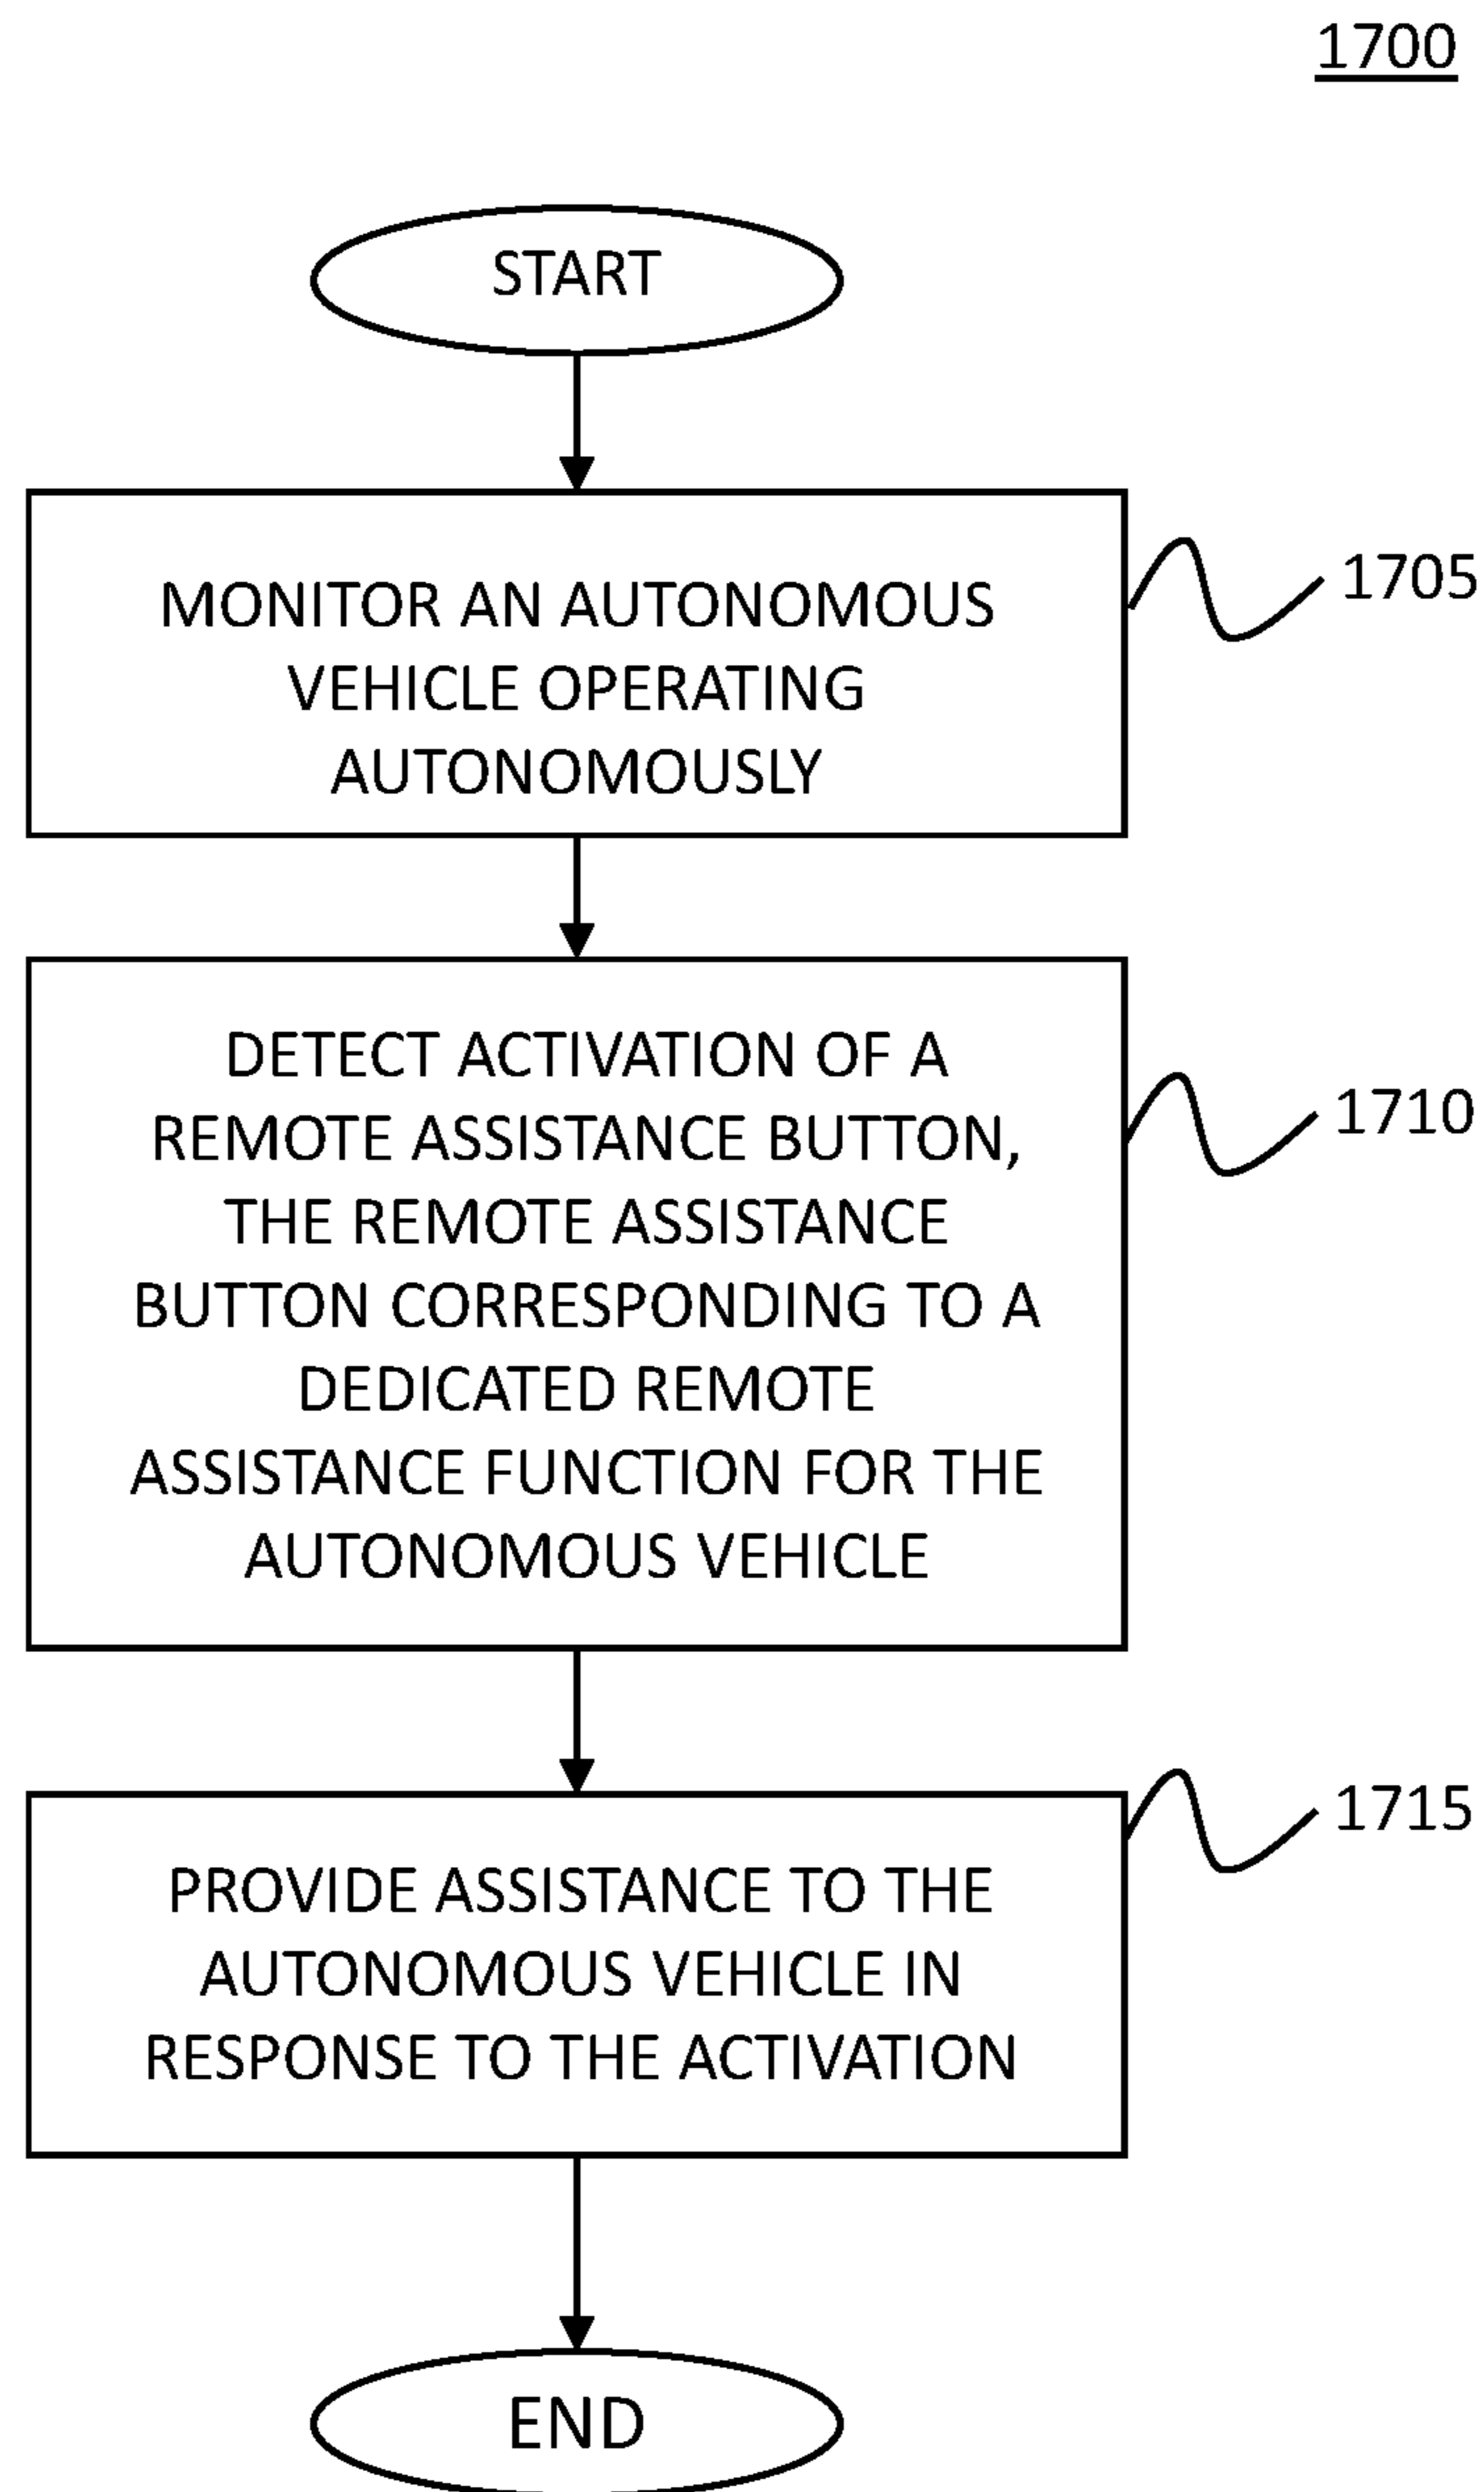 1700
START
MONITOR AN AUTONOMOUS
VEHICLE OPERATING
AUTONOMOUSLY
1705
DETECT ACTIVATION OF A
REMOTE ASSISTANCE BUTTON,
THE REMOTE ASSISTANCE
BUTTON CORRESPONDING TO A
DEDICATED REMOTE
ASSISTANCE FUNCTION FOR THE
AUTONOMOUS VEHICLE
1710
PROVIDE ASSISTANCE TO THE
AUTONOMOUS VEHICLE IN
RESPONSE TO THE ACTIVATION
1715
END